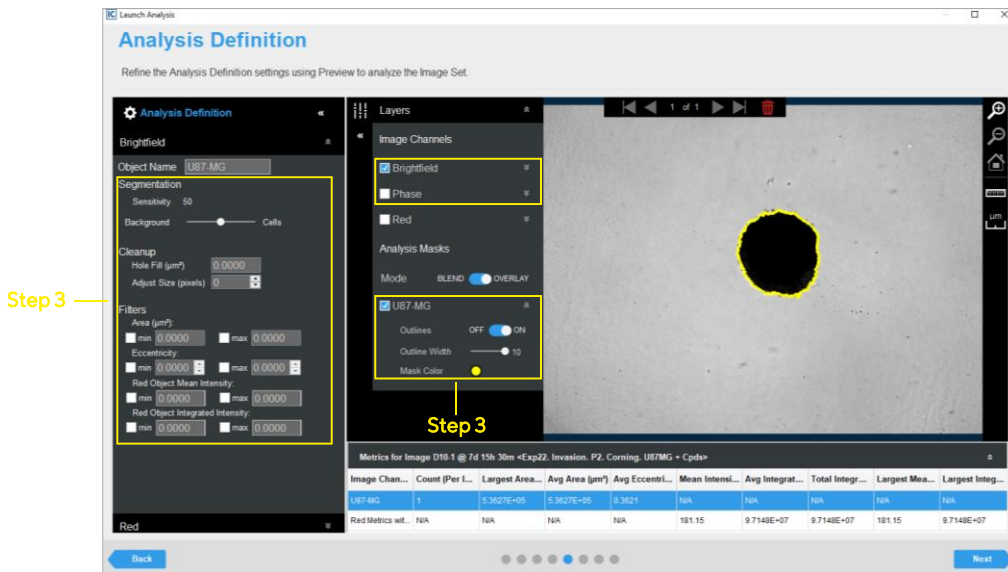 Launch Analysis
Analysis Definition
Refine the Analysis Definition settings using Preview to analyze the Image Set.
Analysis Definition «
Brightfield
Object Name U87-MG
Segmentation
Sensitivity 50
Background Cells
Cleanup
Hole Fill (µm²) 0.0000
Adjust Size (pixels) 0
Filters
Area (µm²):
min 0.0000 max 0.0000
Eccentricity:
min 0.0000 max 0.0000
Red Object Mean Intensity:
min 0.0000 max 0.0000
Red Object Integrated Intensity:
min 0.0000 max 0.0000
Red
Step 3
Layers
«
Image Channels
Brightfield
Phase
Red
Analysis Masks
Mode BLEND OVERLAY
U87-MG
Outlines OFF ON
Outline Width 10
Mask Color
Step 3
1 of 1
µm
Metrics for Image D10-1 @ 7d 15h 30m <Exp22. Invasion. P2. Corning. U87MG + Cpds>
Image Chan... Count (Per I... Largest Area... Avg Area (µm²) Avg Eccentri... Mean Intensi... Avg Integrat... Total Integr... Largest Mea... Largest Integ...
U87-MG 1 5.3627E+05 5.3627E+05 0.3621 N/A N/A N/A N/A N/A
Red Metrics wit... N/A N/A N/A N/A 181.15 9.7148E+07 9.7148E+07 181.15 9.7148E+07
Back Next